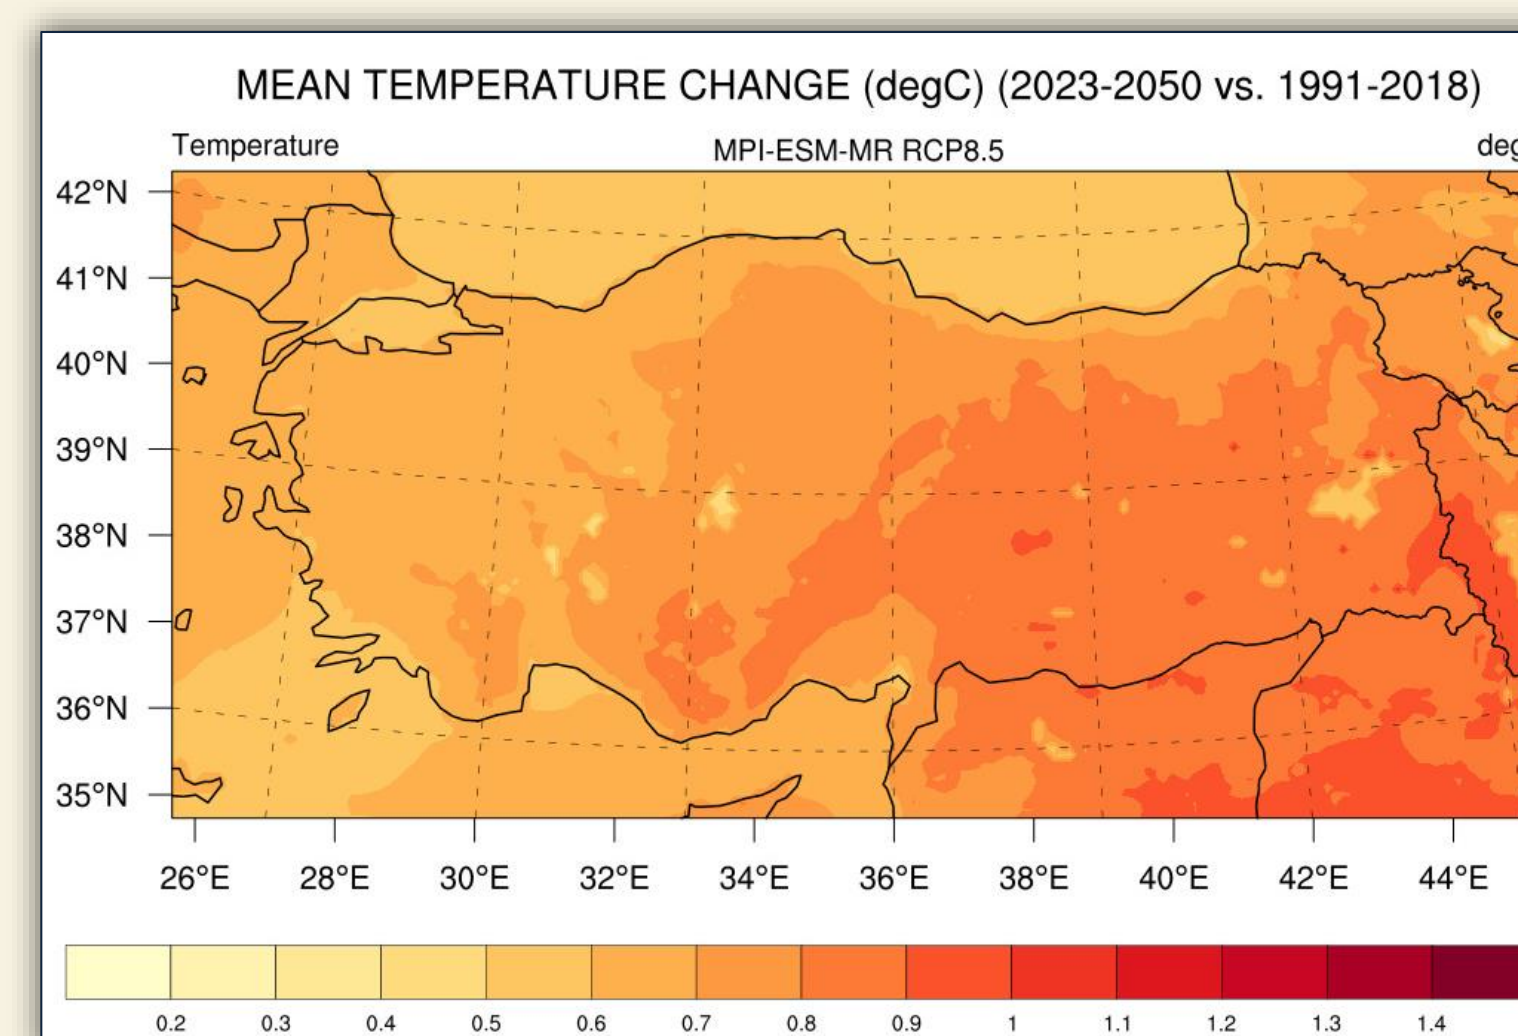 MEAN TEMPERATURE CHANGE (degC) (2023-2050 vs. 1991-2018)
Temperature MPI-ESM-MR RCP8.5 deg
42°N
41°N
40°N
39°N
38°N
37°N
36°N
35°N
26°E 28°E 30°E 32°E 34°E 36°E 38°E 40°E 42°E 44°E
0.2 0.3 0.4 0.5 0.6 0.7 0.8 0.9 1 1.1 1.2 1.3 1.4